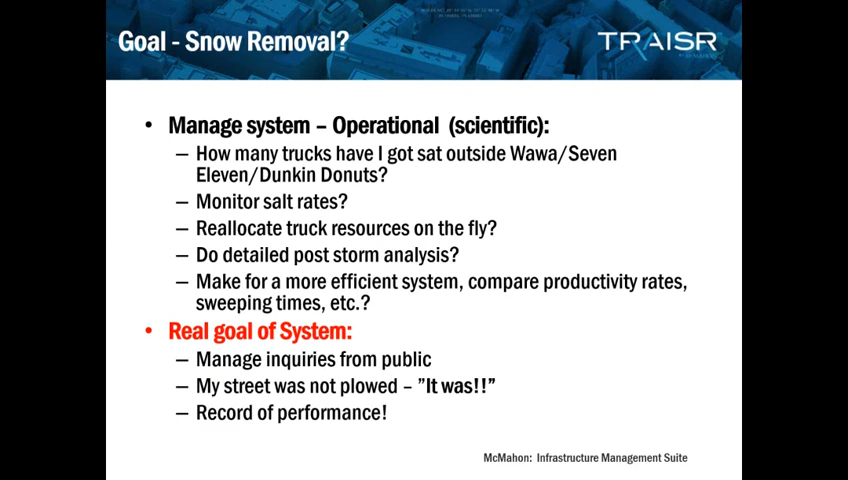 Goal - Snow Removal?
TRAISR
• Manage system – Operational (scientific):
– How many trucks have I got sat outside Wawa/Seven
Eleven/Dunkin Donuts?
– Monitor salt rates?
– Reallocate truck resources on the fly?
– Do detailed post storm analysis?
– Make for a more efficient system, compare productivity rates,
sweeping times, etc.?
• Real goal of System:
– Manage inquiries from public
– My street was not plowed – ”It was!!”
– Record of performance!
McMahon: Infrastructure Management Suite